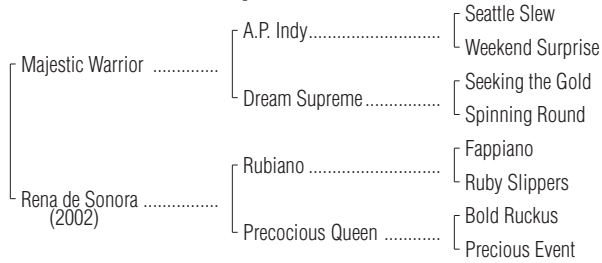 Seattle Slew
A.P. Indy..............................
Weekend Surprise
Majestic Warrior ..............
Seeking the Gold
Dream Supreme................
Spinning Round
Fappiano
Rubiano ............................
Ruby Slippers
Rena de Sonora ................
(2002)
Bold Ruckus
Precocious Queen ............
Precious Event